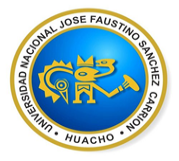 UNIVERSIDAD NACIONAL JOSE FAUSTINO SANCHEZ CARRION
• HUACHO •